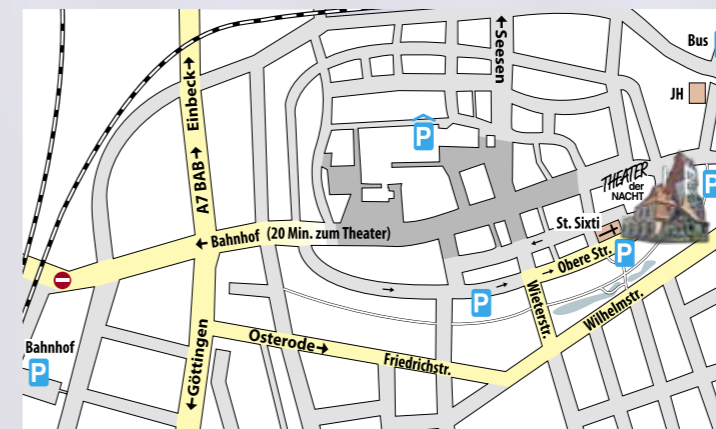 Seesen
Bus
P
JH
Einbeck
A7 BAB
P
THEATER
der
NACHT
P
St. Sixti
Bahnhof (20 Min. zum Theater)
Obere Str.
P
P
Wieterstr.
Wilhelmstr.
Osterode
Friedrichstr.
Göttingen
Bahnhof
P